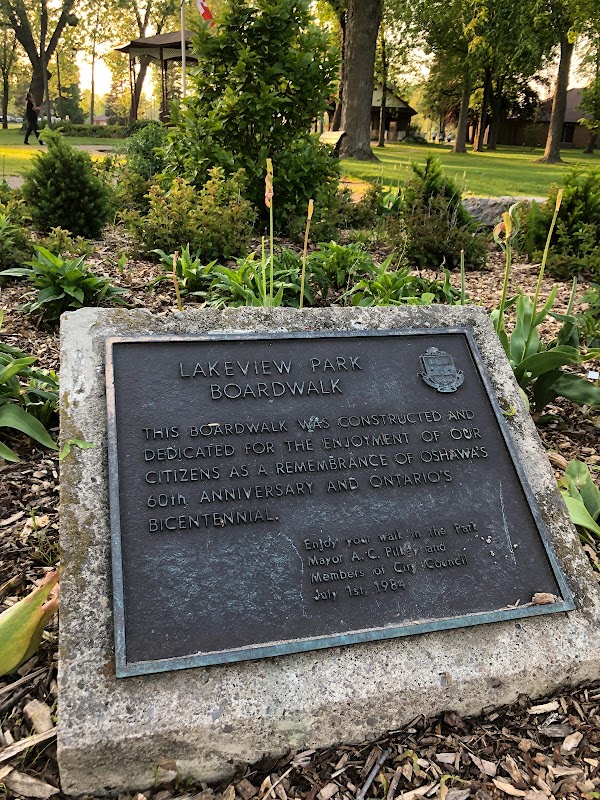 LAKEVIEW PARK
BOARDWALK
THIS BOARDWALK WAS CONSTRUCTED AND
DEDICATED FOR THE ENJOYMENT OF OUR
CITIZENS AS A REMEMBRANCE OF OSHAWA'S
60th ANNIVERSARY AND ONTARIO'S
BICENTENNIAL.
Enjoy your walk in the Park
Mayor A. C. Pilkey and
Members of City Council
July 1st, 1984